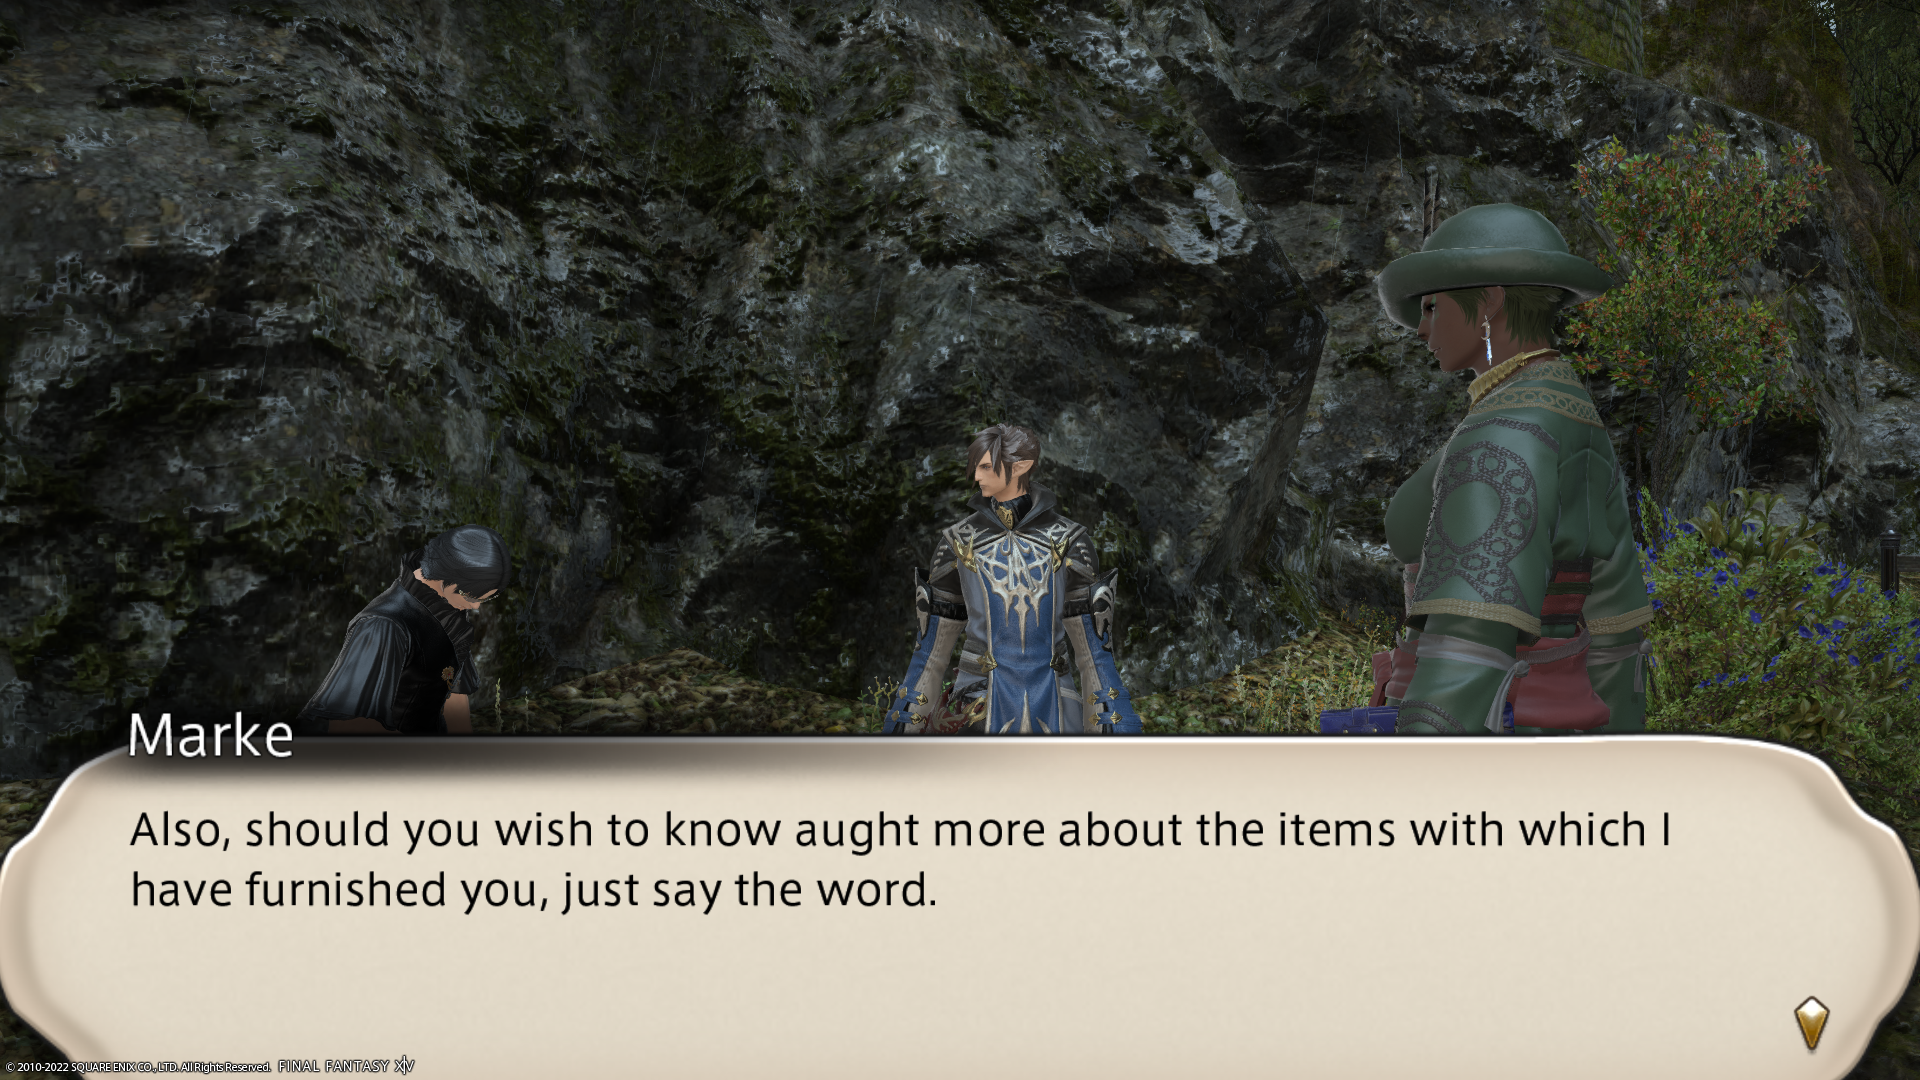 Marke
Also, should you wish to know aught more about the items with which I
have furnished you, just say the word.
© 2010-2022 SQUARE ENIX CO., LTD. All Rights Reserved. FINAL FANTASY XIV